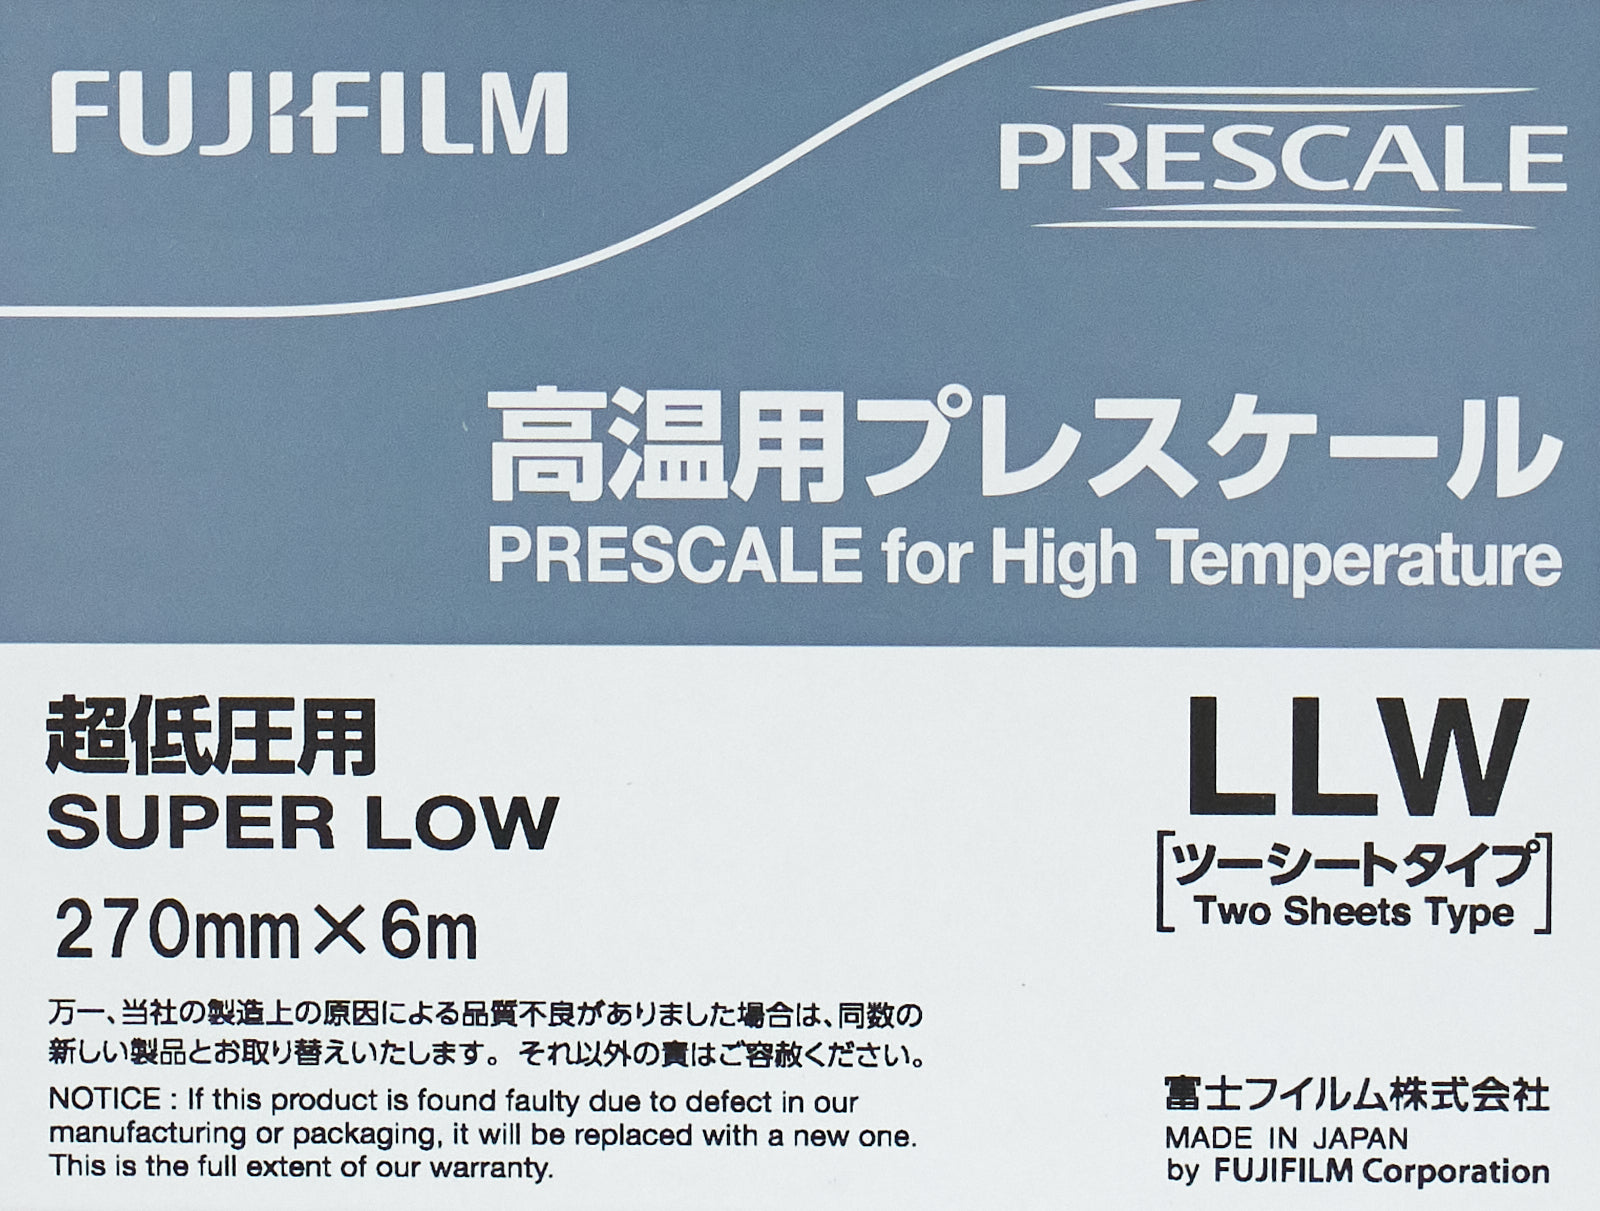 FUJIFILM
PRESCALE
高温用プレスケール
PRESCALE for High Temperature
超低圧用
SUPER LOW
270mm×6m
LLW
[ツーシートタイプ
Two Sheets Type]
万一、当社の製造上の原因による品質不良がありました場合は、同数の
新しい製品とお取り替えいたします。それ以外の責はご容赦ください。
NOTICE : If this product is found faulty due to defect in our
manufacturing or packaging, it will be replaced with a new one.
This is the full extent of our warranty.
富士フイルム株式会社
MADE IN JAPAN
by FUJIFILM Corporation